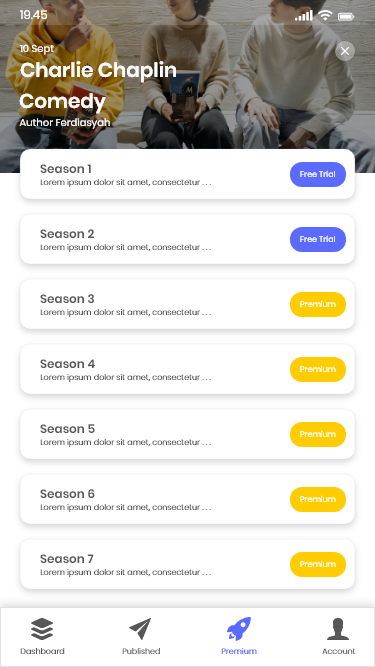 19.45
10 Sept
Charlie Chaplin
Comedy
Author Ferdiasyah
Season 1
Lorem ipsum dolor sit amet, consectetur . . .
Free Trial
Season 2
Lorem ipsum dolor sit amet, consectetur . . .
Free Trial
Season 3
Lorem ipsum dolor sit amet, consectetur . . .
Premium
Season 4
Lorem ipsum dolor sit amet, consectetur . . .
Premium
Season 5
Lorem ipsum dolor sit amet, consectetur . . .
Premium
Season 6
Lorem ipsum dolor sit amet, consectetur . . .
Premium
Season 7
Lorem ipsum dolor sit amet, consectetur . . .
Premium
Dashboard
Published
Premium
Account